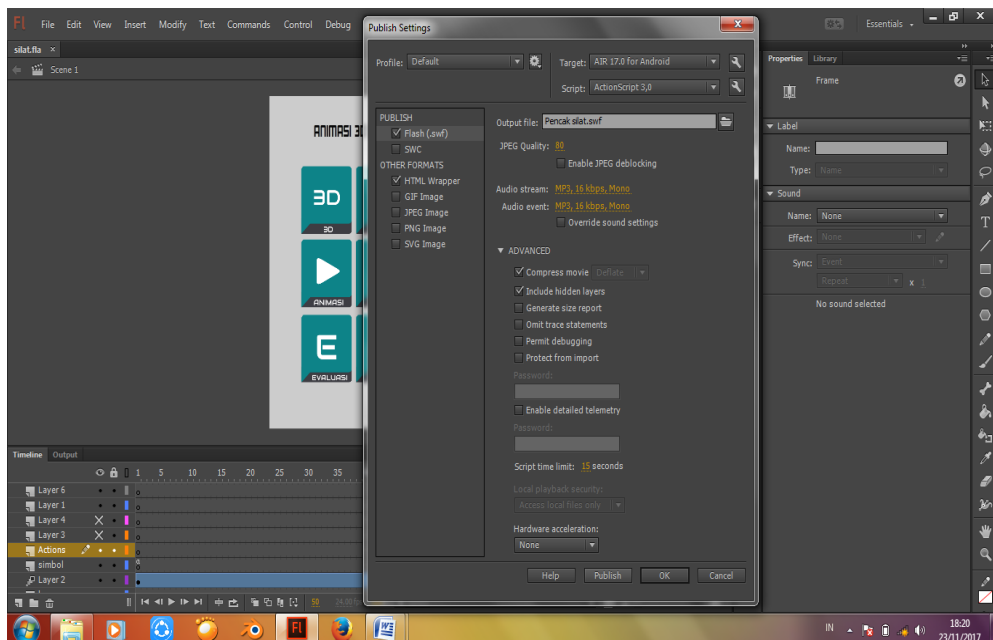 Fl File Edit View Insert Modify Text Commands Control Debug
Essentials
silat.fla ×
Scene 1
ANIMASI 3D
3D
3D
ANIMASI
E
EVALUASI
Publish Settings
Profile: Default
Target: AIR 17.0 for Android
Script: ActionScript 3,0
PUBLISH
Flash (.swf)
SWC
OTHER FORMATS
HTML Wrapper
GIF Image
JPEG Image
PNG Image
SVG Image
Output file: Pencak silat.swf
JPEG Quality: 80
Enable JPEG deblocking
Audio stream: MP3, 16 kbps, Mono
Audio event: MP3, 16 kbps, Mono
Override sound settings
ADVANCED
Compress movie Deflate
Include hidden layers
Generate size report
Omit trace statements
Permit debugging
Protect from import
Password:
Enable detailed telemetry
Password:
Script time limit: 15 seconds
Local playback security:
Access local files only
Hardware acceleration:
None
Help Publish OK Cancel
Properties Library
Frame
Label
Name:
Type: Name
Sound
Name: None
Effect: None
Sync: Event
Repeat x 1
No sound selected
Timeline Output
1 5 10 15 20 25 30 35
Layer 6
Layer 1
Layer 4
Layer 3
Actions
simbol
Layer 2
50 24.00 fps
IN
18:20
23/11/2017